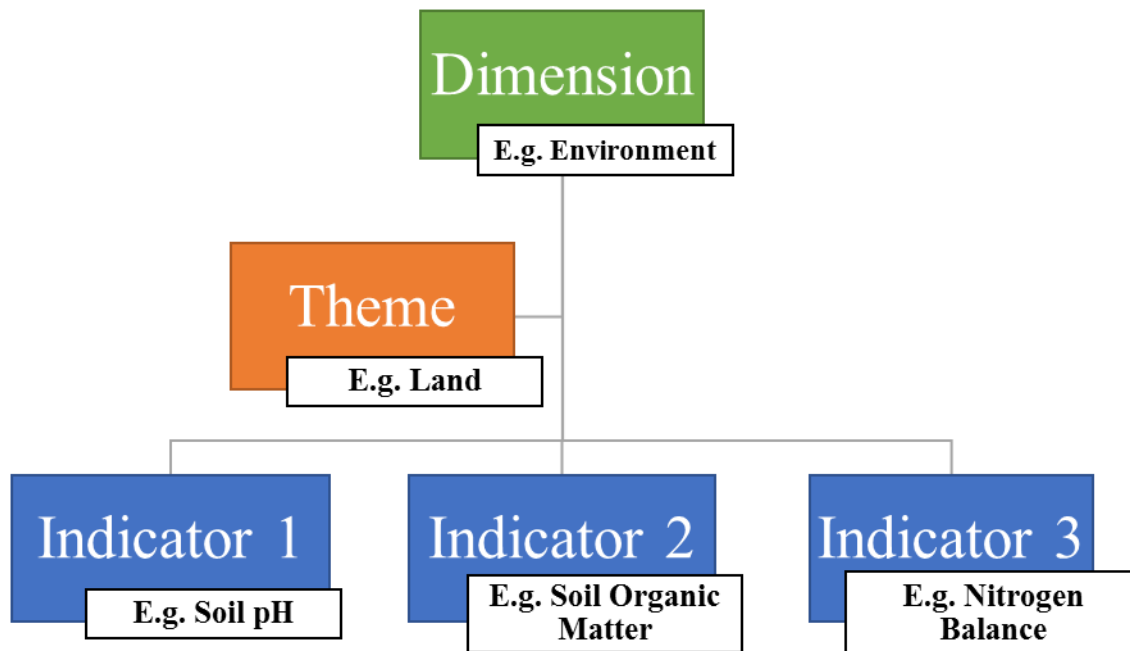 Dimension
E.g. Environment
Theme
E.g. Land
Indicator 1
E.g. Soil pH
Indicator 2
E.g. Soil Organic
Matter
Indicator 3
E.g. Nitrogen
Balance